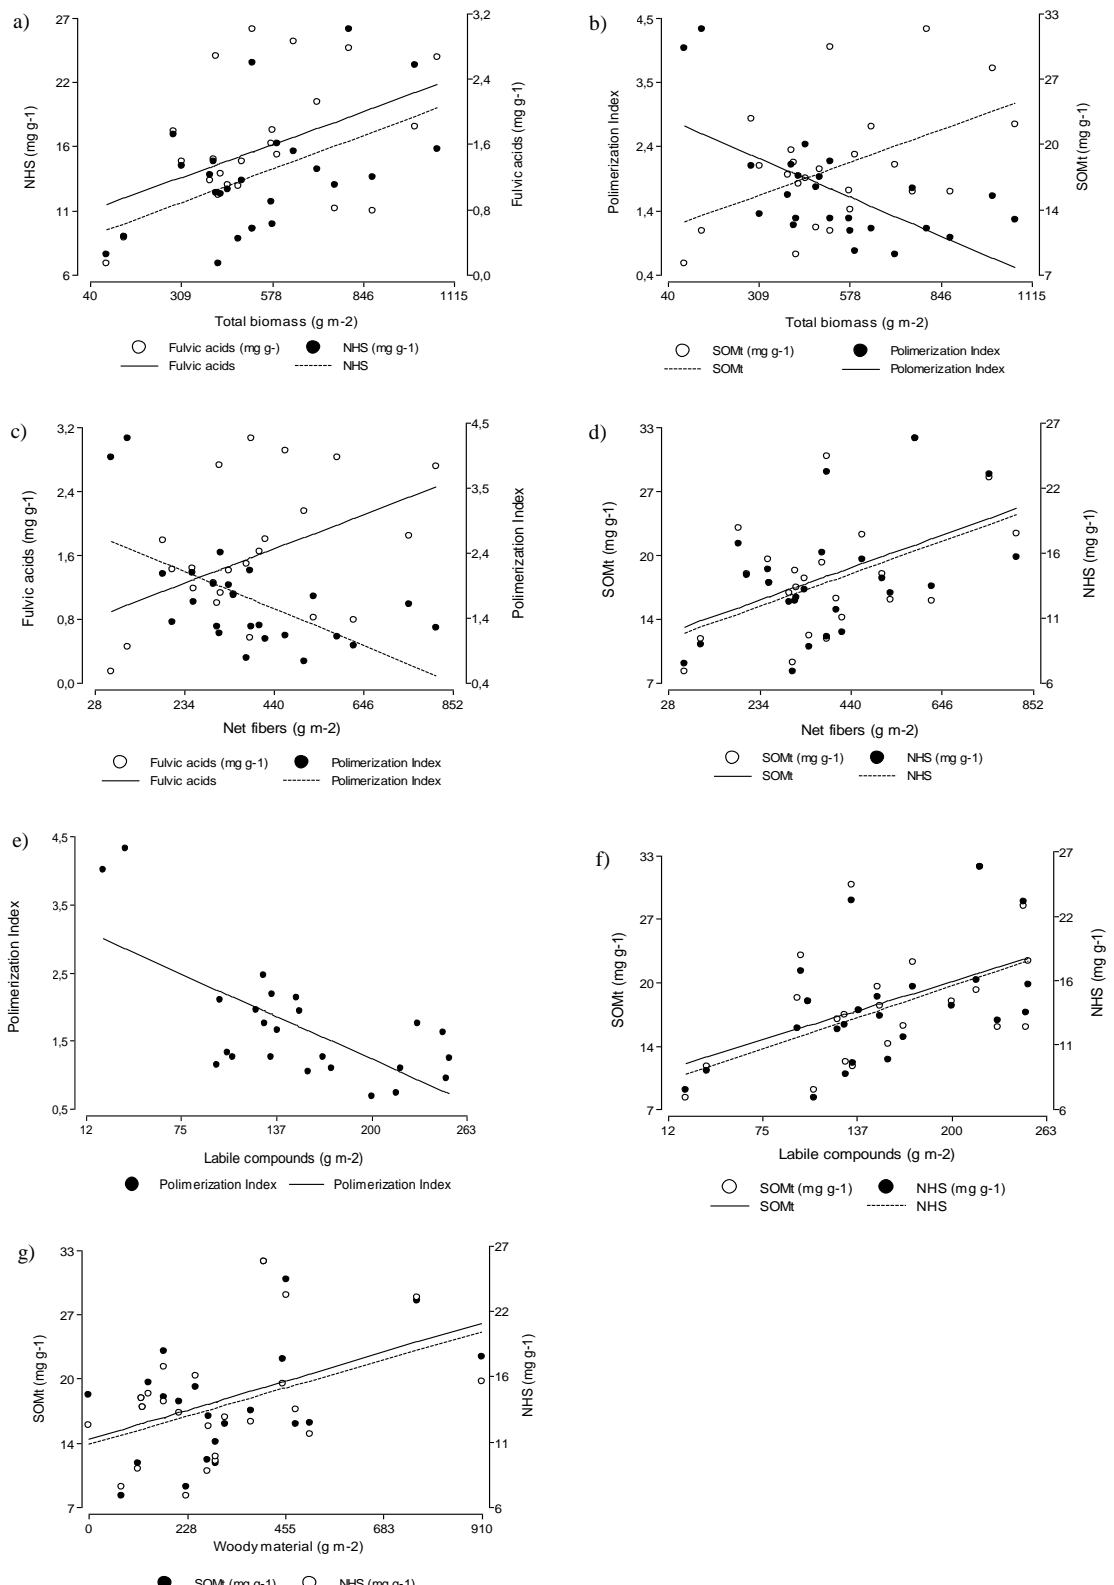 a)
27
22
16
11
6
NHS (mg g-1)
3,2
2,4
1,6
0,8
0,0
Fulvic acids (mg g-1)
40 309 578 846 1115
Total biomass (g m-2)
Fulvic acids (mg g-) NHS (mg g-1)
Fulvic acids NHS
b)
4,5
3,5
2,4
1,4
0,4
Polimerization Index
33
27
20
14
7
SOMt (mg g-1)
40 309 578 846 1115
Total biomass (g m-2)
SOMt (mg g-1) Polimerization Index
SOMt Polomerization Index
c)
3,2
2,4
1,6
0,8
0,0
Fulvic acids (mg g-1)
4,5
3,5
2,4
1,4
0,4
Polimerization Index
28 234 440 646 852
Net fibers (g m-2)
Fulvic acids (mg g-1) Polimerization Index
Fulvic acids Polimerization Index
d)
33
27
20
14
7
SOMt (mg g-1)
27
22
16
11
6
NHS (mg g-1)
28 234 440 646 852
Net fibers (g m-2)
SOMt (mg g-1) NHS (mg g-1)
SOMt NHS
e)
4,5
3,5
2,5
1,5
0,5
Polimerization Index
12 75 137 200 263
Labile compounds (g m-2)
Polimerization Index Polimerization Index
f)
33
27
20
14
7
SOMt (mg g-1)
27
22
16
11
6
NHS (mg g-1)
12 75 137 200 263
Labile compounds (g m-2)
SOMt (mg g-1) NHS (mg g-1)
SOMt NHS
g)
33
27
20
14
7
SOMt (mg g-1)
27
22
16
11
6
NHS (mg g-1)
0 228 455 683 910
Woody material (g m-2)
SOMt (mg g-1) NHS (mg g-1)